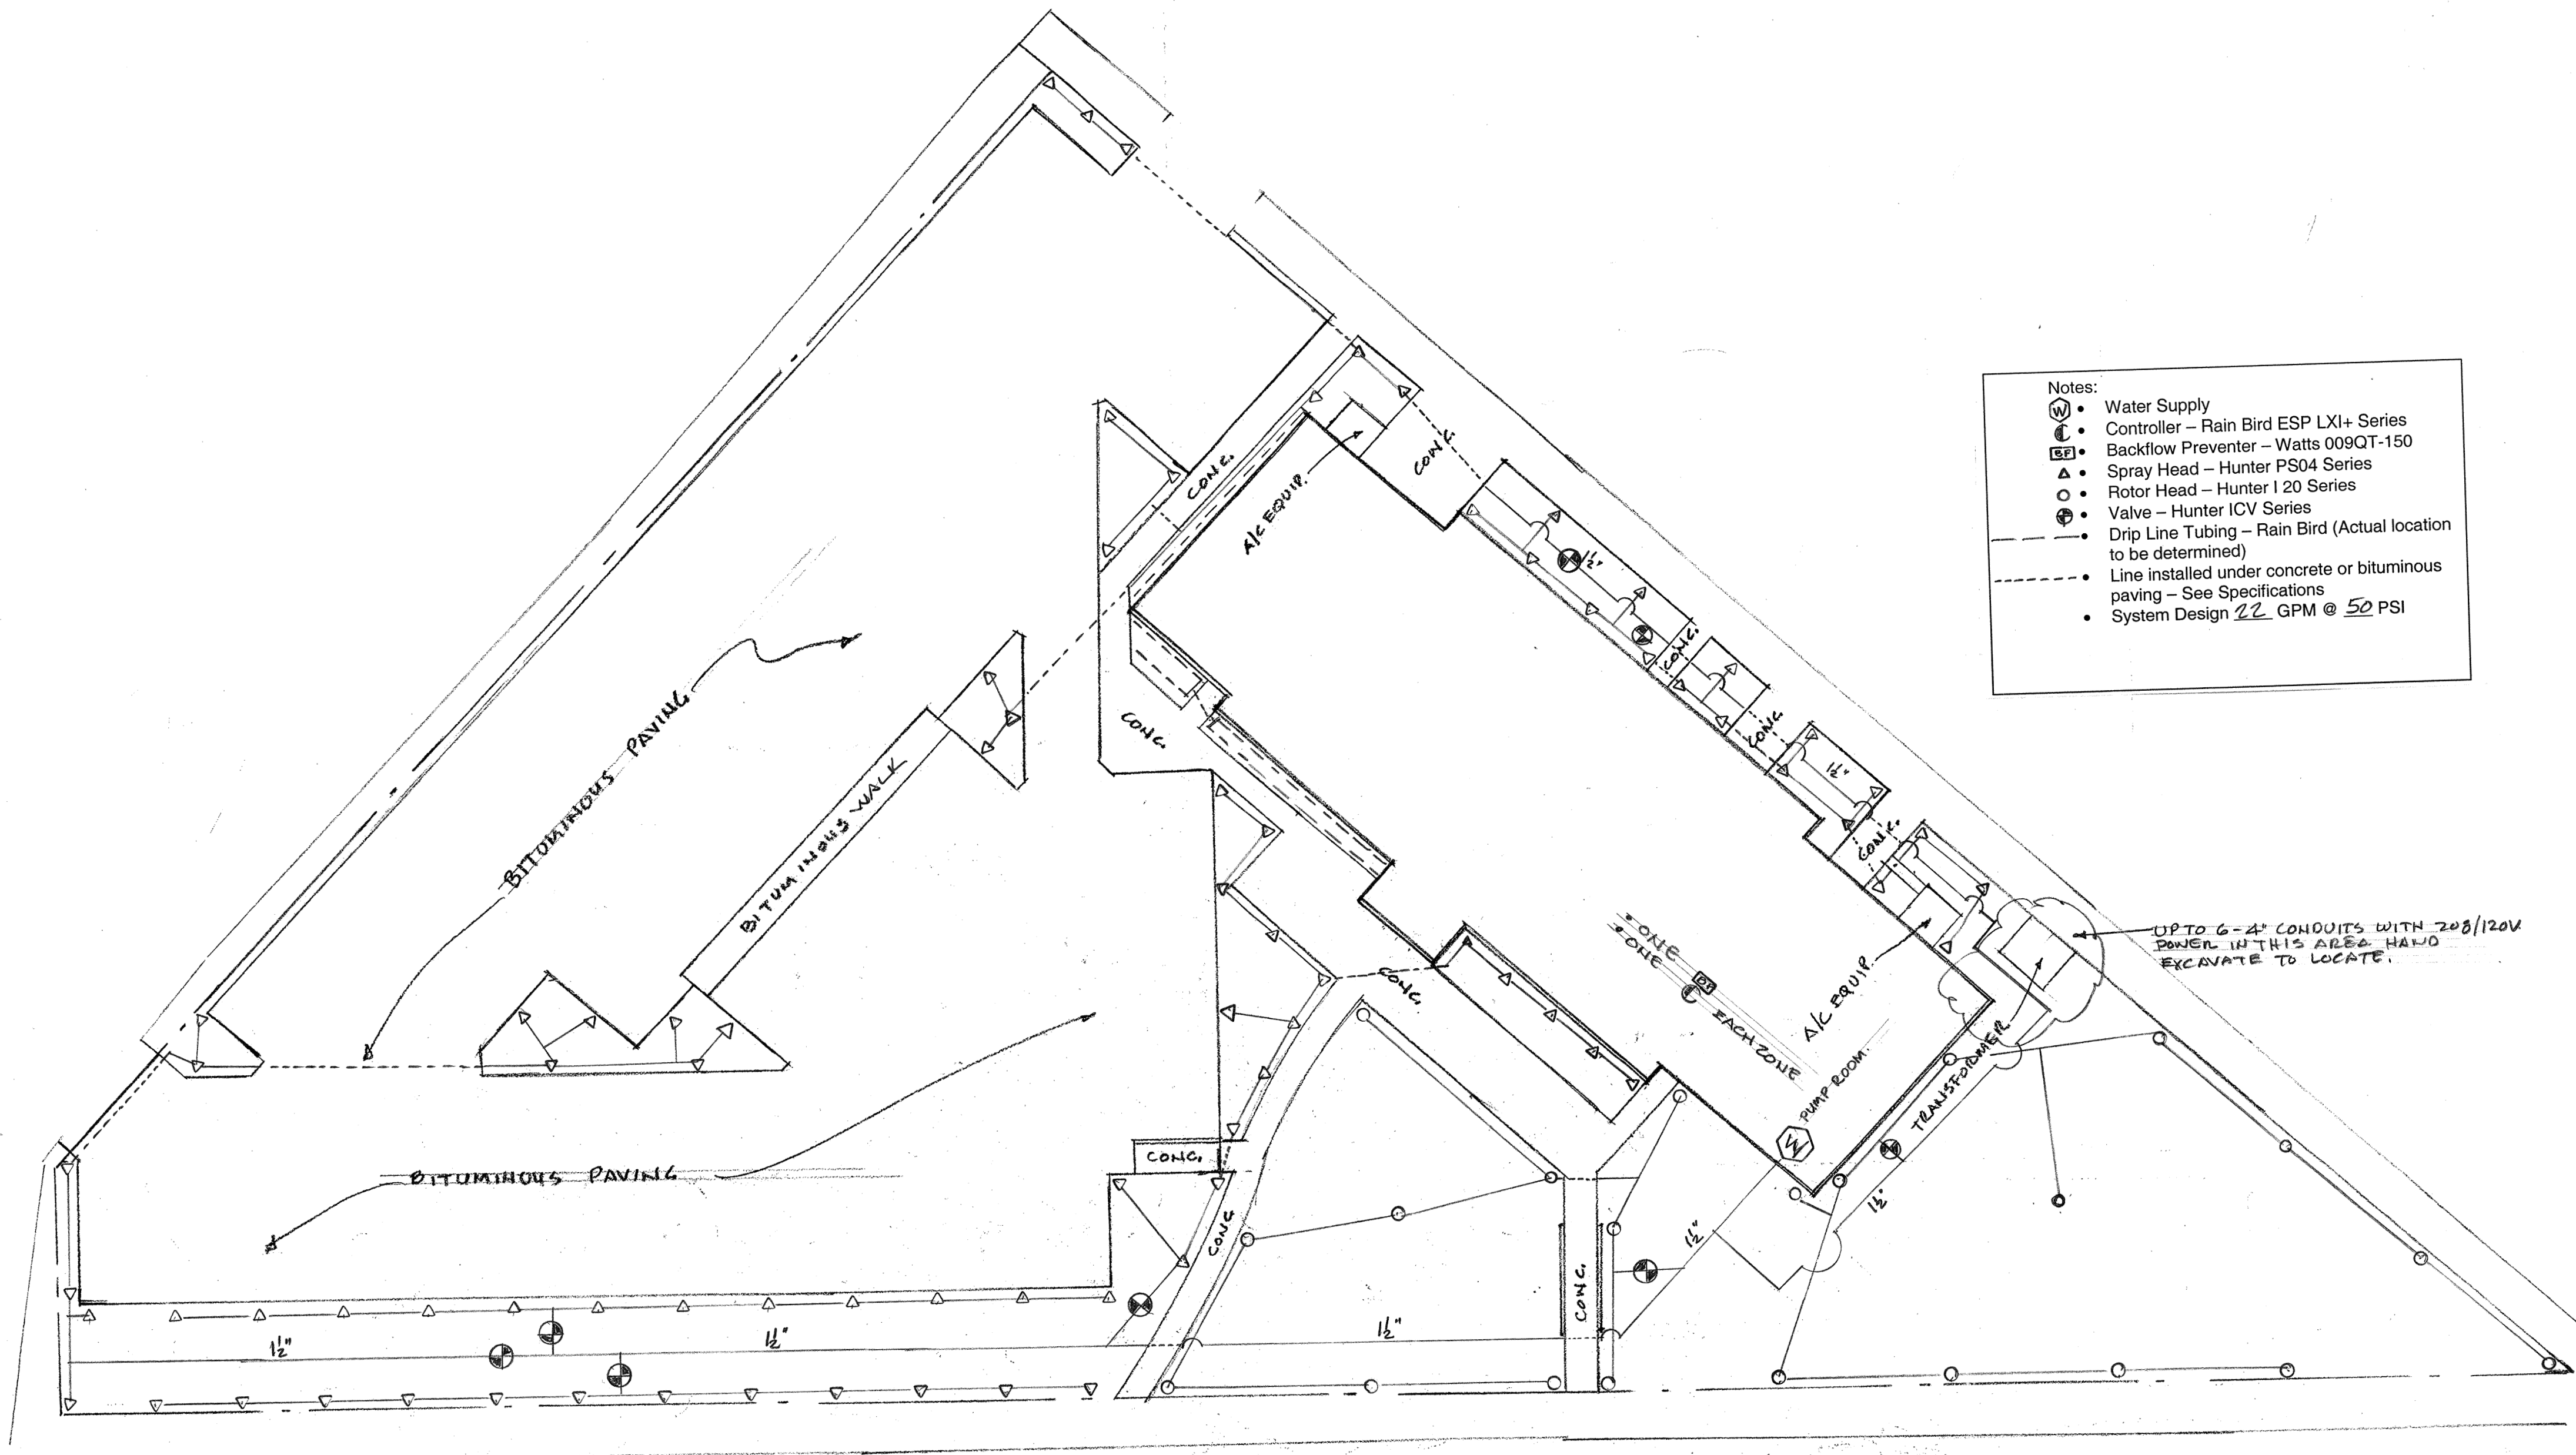 Notes:
W • Water Supply
• Controller – Rain Bird ESP LXI+ Series
BF • Backflow Preventer – Watts 009QT-150
• Spray Head – Hunter PS04 Series
• Rotor Head – Hunter I 20 Series
• Valve – Hunter ICV Series
• Drip Line Tubing – Rain Bird (Actual location
to be determined)
• Line installed under concrete or bituminous
paving – See Specifications
• System Design 22 GPM @ 50 PSI
CONC.
CONC.
A/C EQUIP.
1½"
CONC.
BITUMINOUS PAVING
CONC.
CONC.
1½"
BITUMINOUS WALK
CONC.
UP TO 6-4" CONDUITS WITH 208/120V
POWER IN THIS AREA HAND
EXCAVATE TO LOCATE.
• ONE BF
• ONE EACH ZONE
CONC.
A/C EQUIP.
PUMP ROOM.
TRANSFORMER
W
CONC.
BITUMINOUS PAVING
CONC
1½"
1½"
CONC.
1½"
1½"
1½"